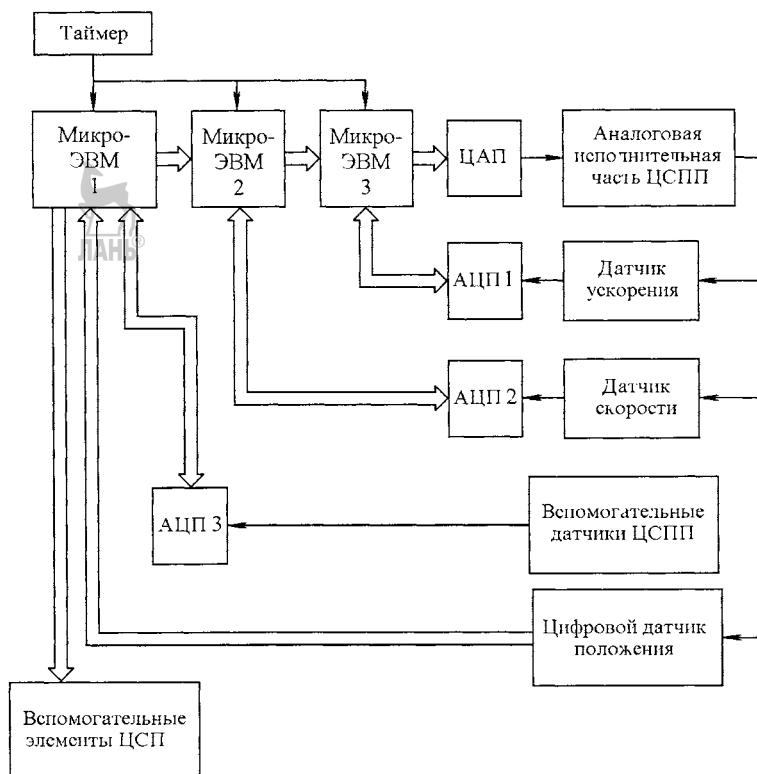 Таймер
Микро-
ЭВМ
1
Микро-
ЭВМ
2
Микро-
ЭВМ
3
ЦАП
Аналоговая
исполнительная
часть ЦСПП
ЛАНЬ®
АЦП 1
Датчик
ускорения
АЦП 2
Датчик
скорости
АЦП 3
Вспомогательные
датчики ЦСПП
Цифровой датчик
положения
Вспомогательные
элементы ЦСП